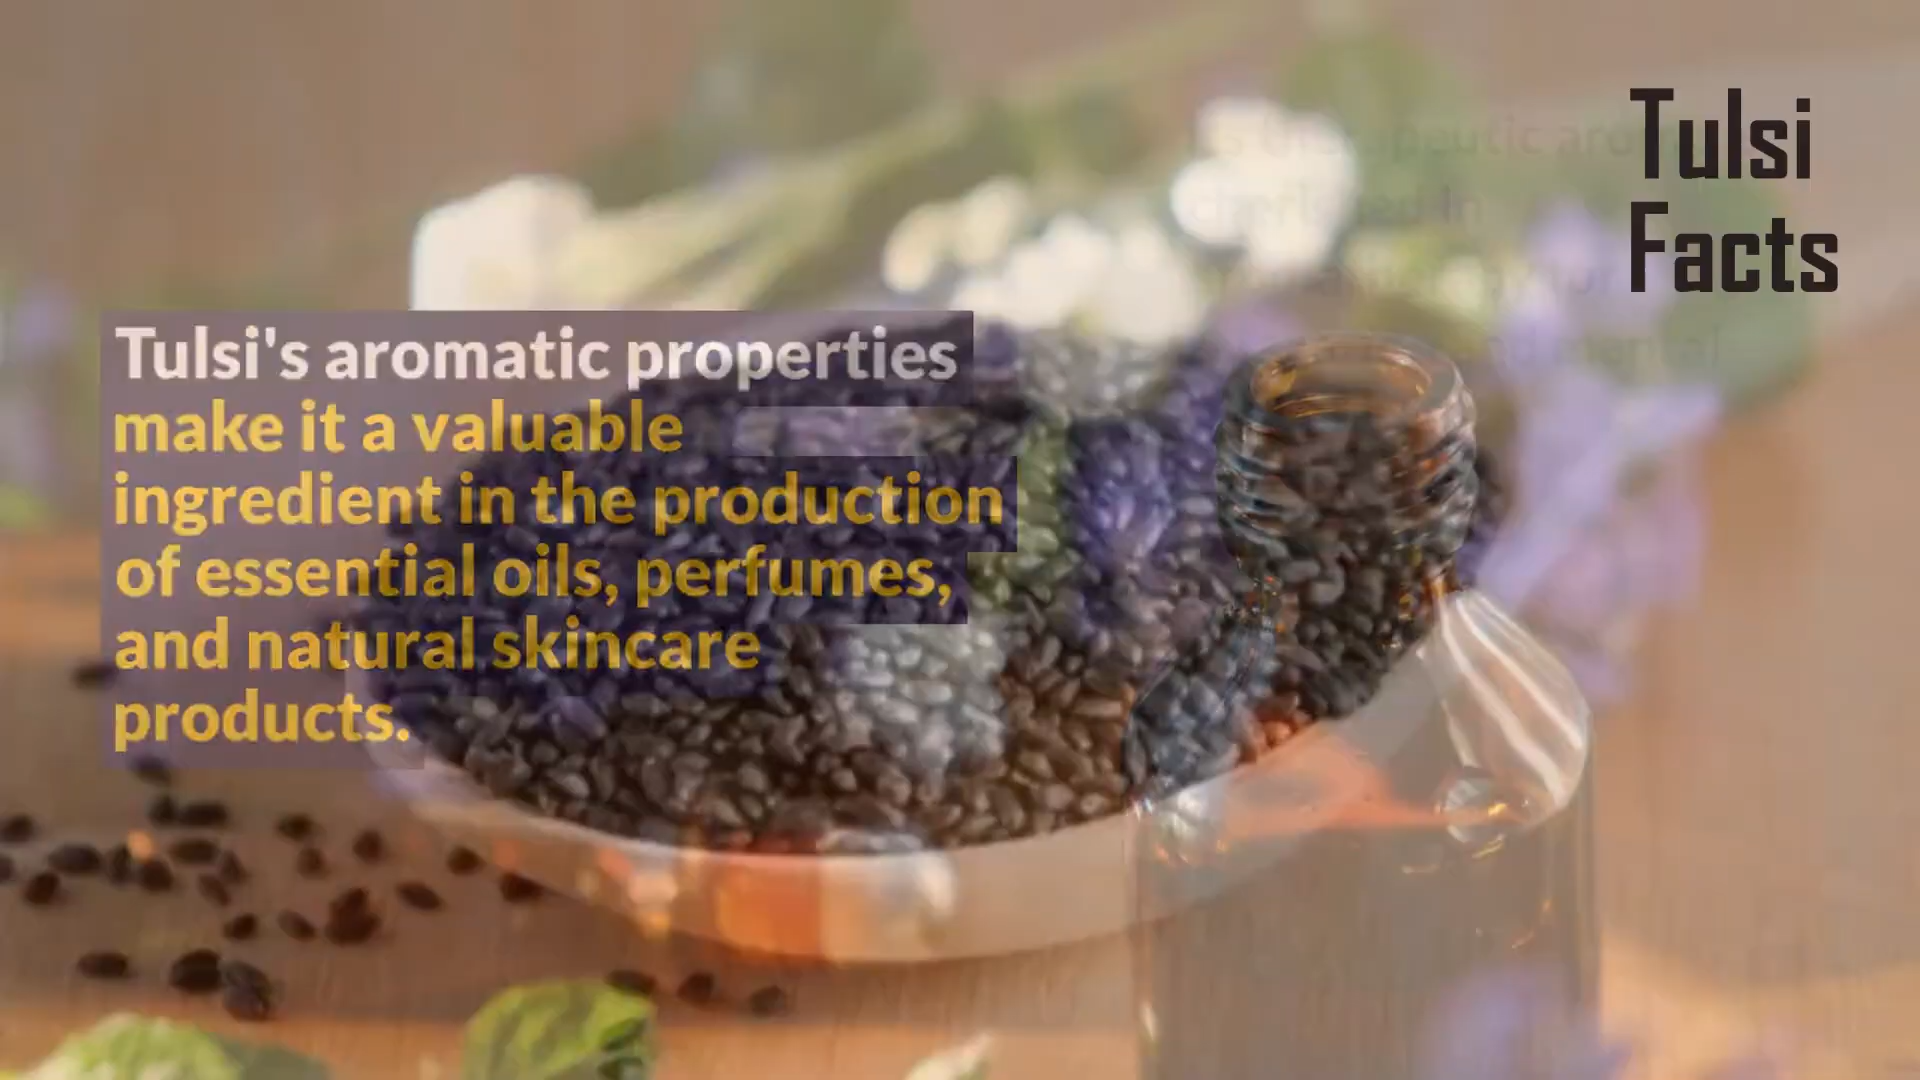 Tulsi
Facts
Tulsi's aromatic properties
make it a valuable
ingredient in the production
of essential oils, perfumes,
and natural skincare
products.